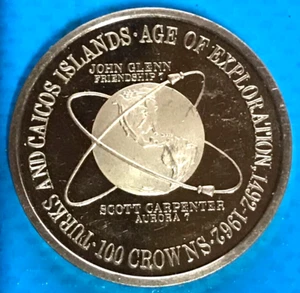 TURKS AND CAICOS ISLANDS · AGE OF EXPLORATION 1492-1962 · 100 CROWNS ·
JOHN GLENN
FRIENDSHIP 7
SCOTT CARPENTER
AURORA 7